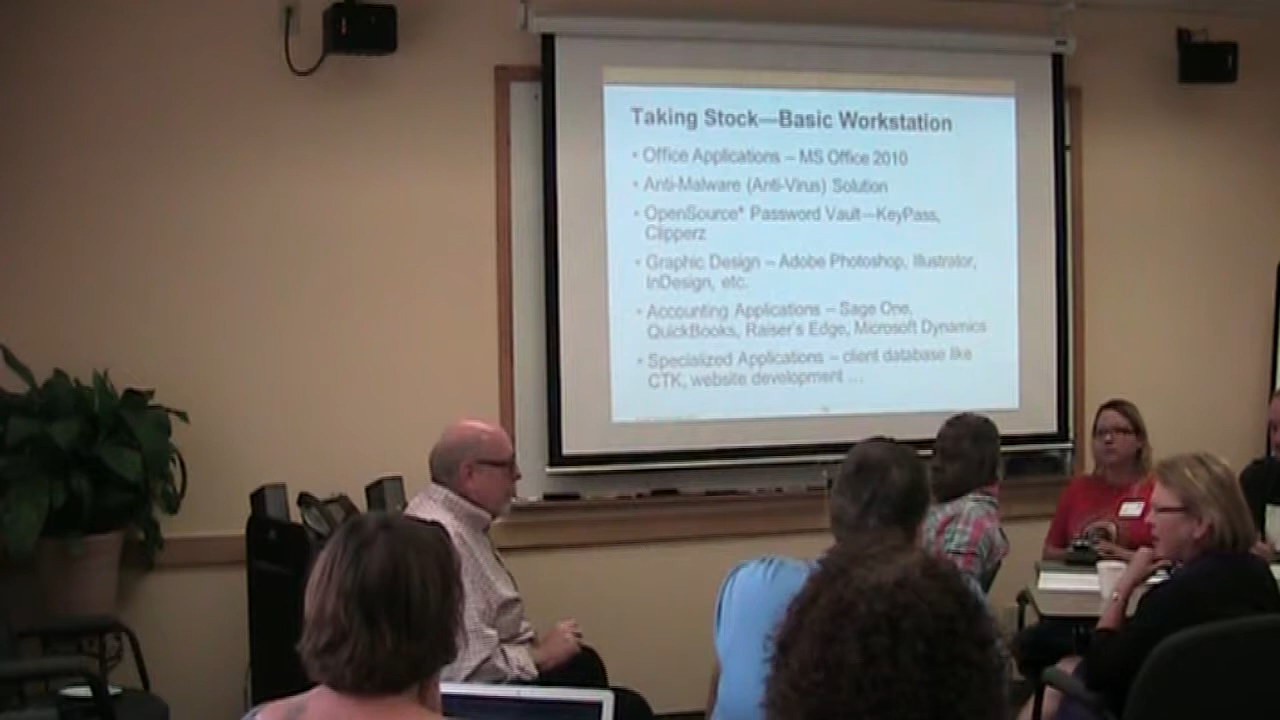 Taking Stock—Basic Workstation
• Office Applications – MS Office 2010
• Anti-Malware (Anti-Virus) Solution
• OpenSource* Password Vault—KeyPass,
Clipperz
• Graphic Design – Adobe Photoshop, Illustrator,
InDesign, etc.
• Accounting Applications – Sage One,
QuickBooks, Raiser's Edge, Microsoft Dynamics
• Specialized Applications – client database like
CTK, website development …